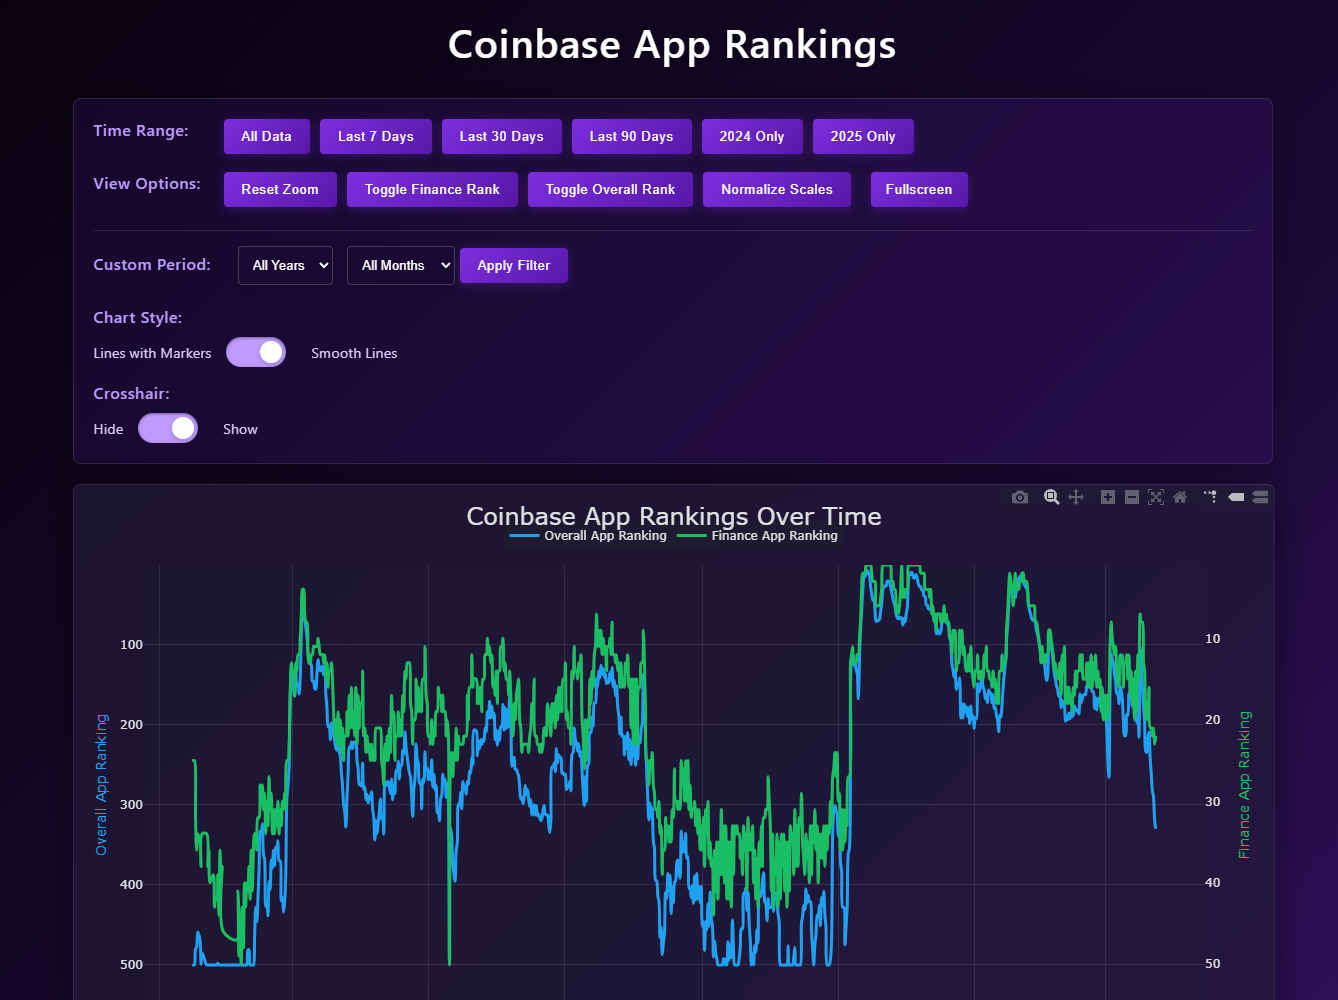 Coinbase App Rankings
Time Range: All Data Last 7 Days Last 30 Days Last 90 Days 2024 Only 2025 Only
View Options: Reset Zoom Toggle Finance Rank Toggle Overall Rank Normalize Scales Fullscreen
Custom Period: All Years All Months Apply Filter
Chart Style:
Lines with Markers Smooth Lines
Crosshair:
Hide Show
Coinbase App Rankings Over Time
Overall App Ranking Finance App Ranking
100
200
300
400
500
Overall App Ranking
10
20
30
40
50
Finance App Ranking